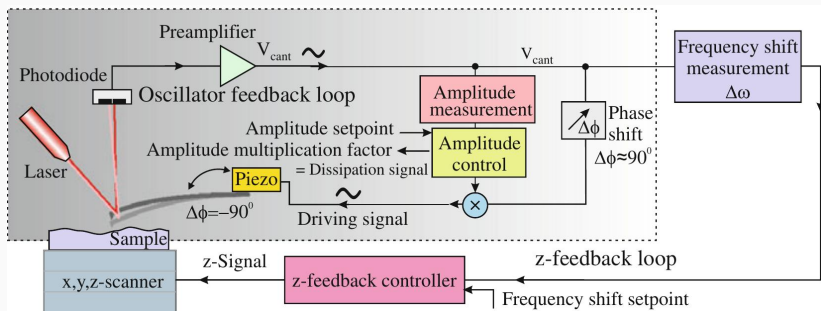 Preamplifier
V_cant
V_cant
Frequency shift
measurement
Δω
Photodiode
Oscillator feedback loop
Amplitude
measurement
Δϕ
Phase
shift
Δϕ≈90⁰
Amplitude setpoint
Amplitude multiplication factor
= Dissipation signal
Amplitude
control
Laser
Piezo
×
Δϕ=−90⁰
Driving signal
Sample
z-Signal
z-feedback loop
x,y,z-scanner
z-feedback controller
Frequency shift setpoint